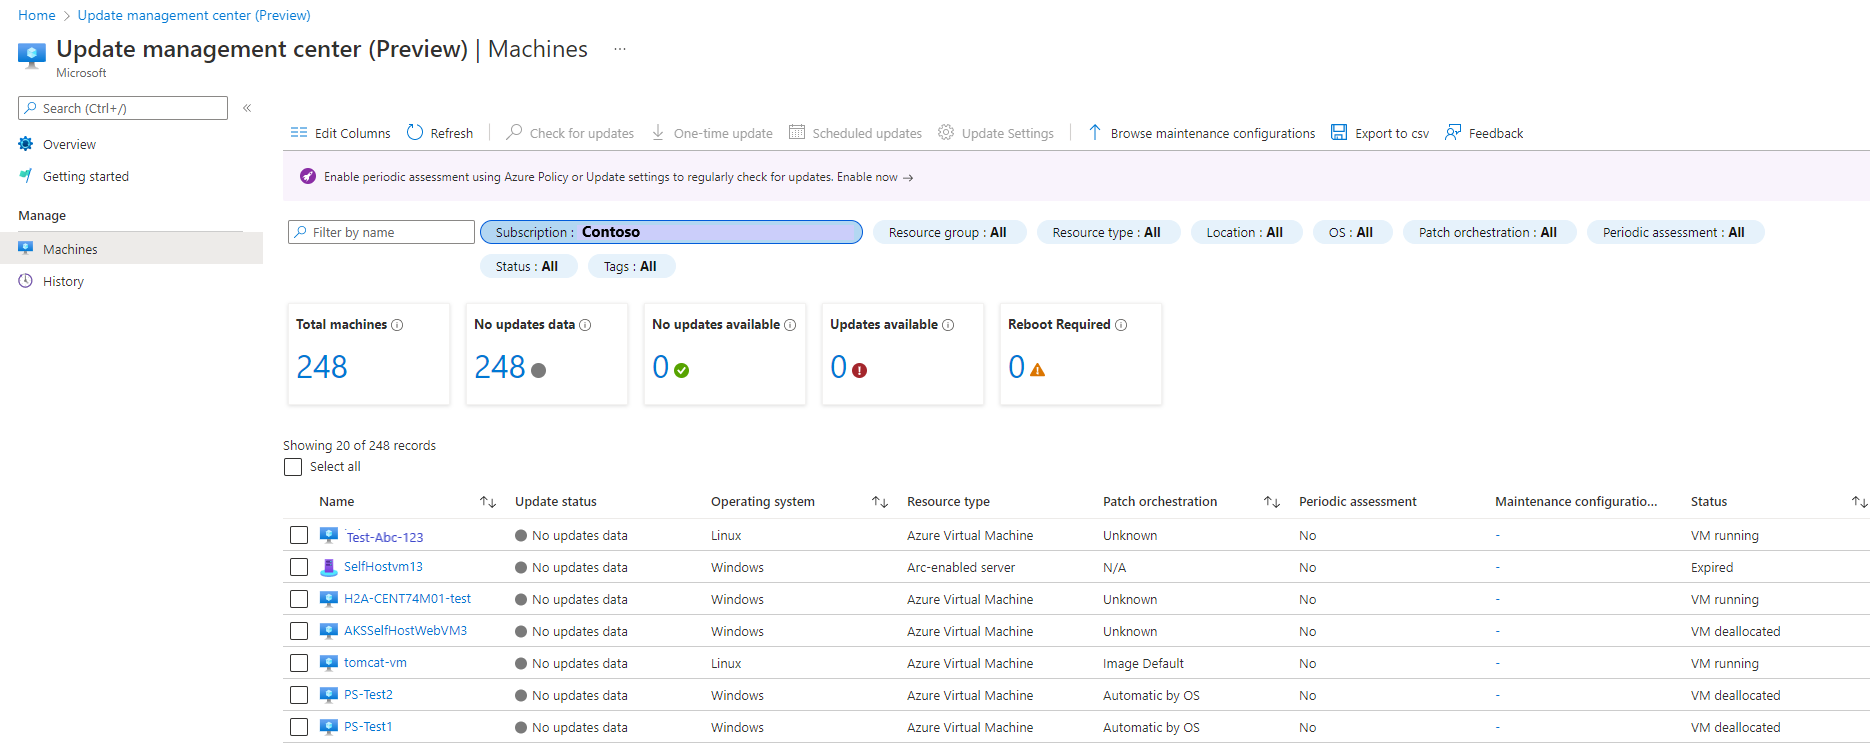 Home > Update management center (Preview)
Update management center (Preview) | Machines ...
Microsoft
Search (Ctrl+/) «
Overview
Getting started
Manage
Machines
History
Edit Columns Refresh Check for updates One-time update Scheduled updates Update Settings Browse maintenance configurations Export to csv Feedback
Enable periodic assessment using Azure Policy or Update settings to regularly check for updates. Enable now →
Filter by name Subscription : Contoso Resource group : All Resource type : All Location : All OS : All Patch orchestration : All Periodic assessment : All
Status : All Tags : All
Total machines No updates data No updates available Updates available Reboot Required
248 248 0 0 0
Showing 20 of 248 records
Select all
Name Update status Operating system Resource type Patch orchestration Periodic assessment Maintenance configuratio... Status
Test-Abc-123 No updates data Linux Azure Virtual Machine Unknown No - VM running
SelfHostvm13 No updates data Windows Arc-enabled server N/A No - Expired
H2A-CENT74M01-test No updates data Windows Azure Virtual Machine Unknown No - VM running
AKSSelfHostWebVM3 No updates data Windows Azure Virtual Machine Unknown No - VM deallocated
tomcat-vm No updates data Linux Azure Virtual Machine Image Default No - VM running
PS-Test2 No updates data Windows Azure Virtual Machine Automatic by OS No - VM deallocated
PS-Test1 No updates data Windows Azure Virtual Machine Automatic by OS No - VM deallocated